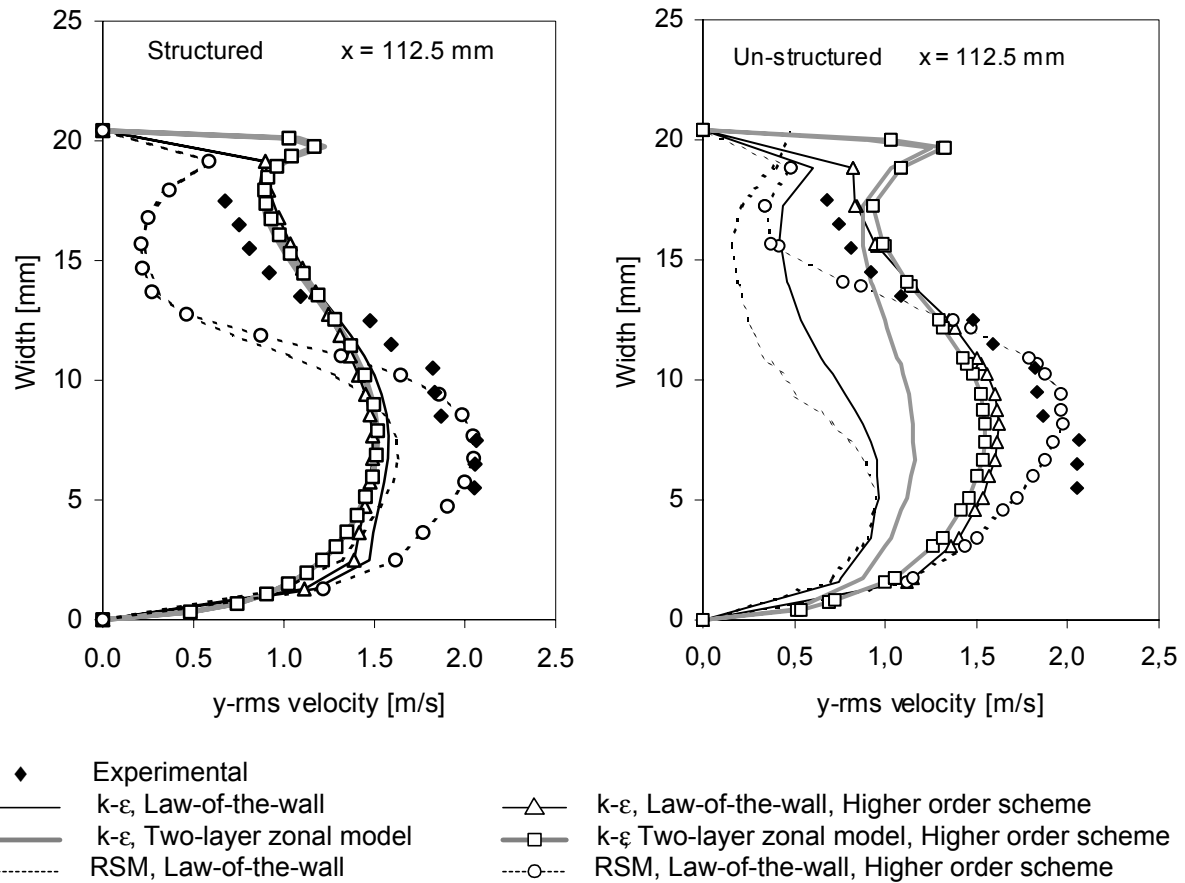 25
20
15
10
5
0
Width [mm]
Structured x = 112.5 mm
0.0 0.5 1.0 1.5 2.0 2.5
y-rms velocity [m/s]
25
20
15
10
5
0
Width [mm]
Un-structured x = 112.5 mm
0,0 0,5 1,0 1,5 2,0 2,5
y-rms velocity [m/s]
Experimental
k-ε, Law-of-the-wall
k-ε, Two-layer zonal model
RSM, Law-of-the-wall
k-ε, Law-of-the-wall, Higher order scheme
k-ε, Two-layer zonal model, Higher order scheme
RSM, Law-of-the-wall, Higher order scheme